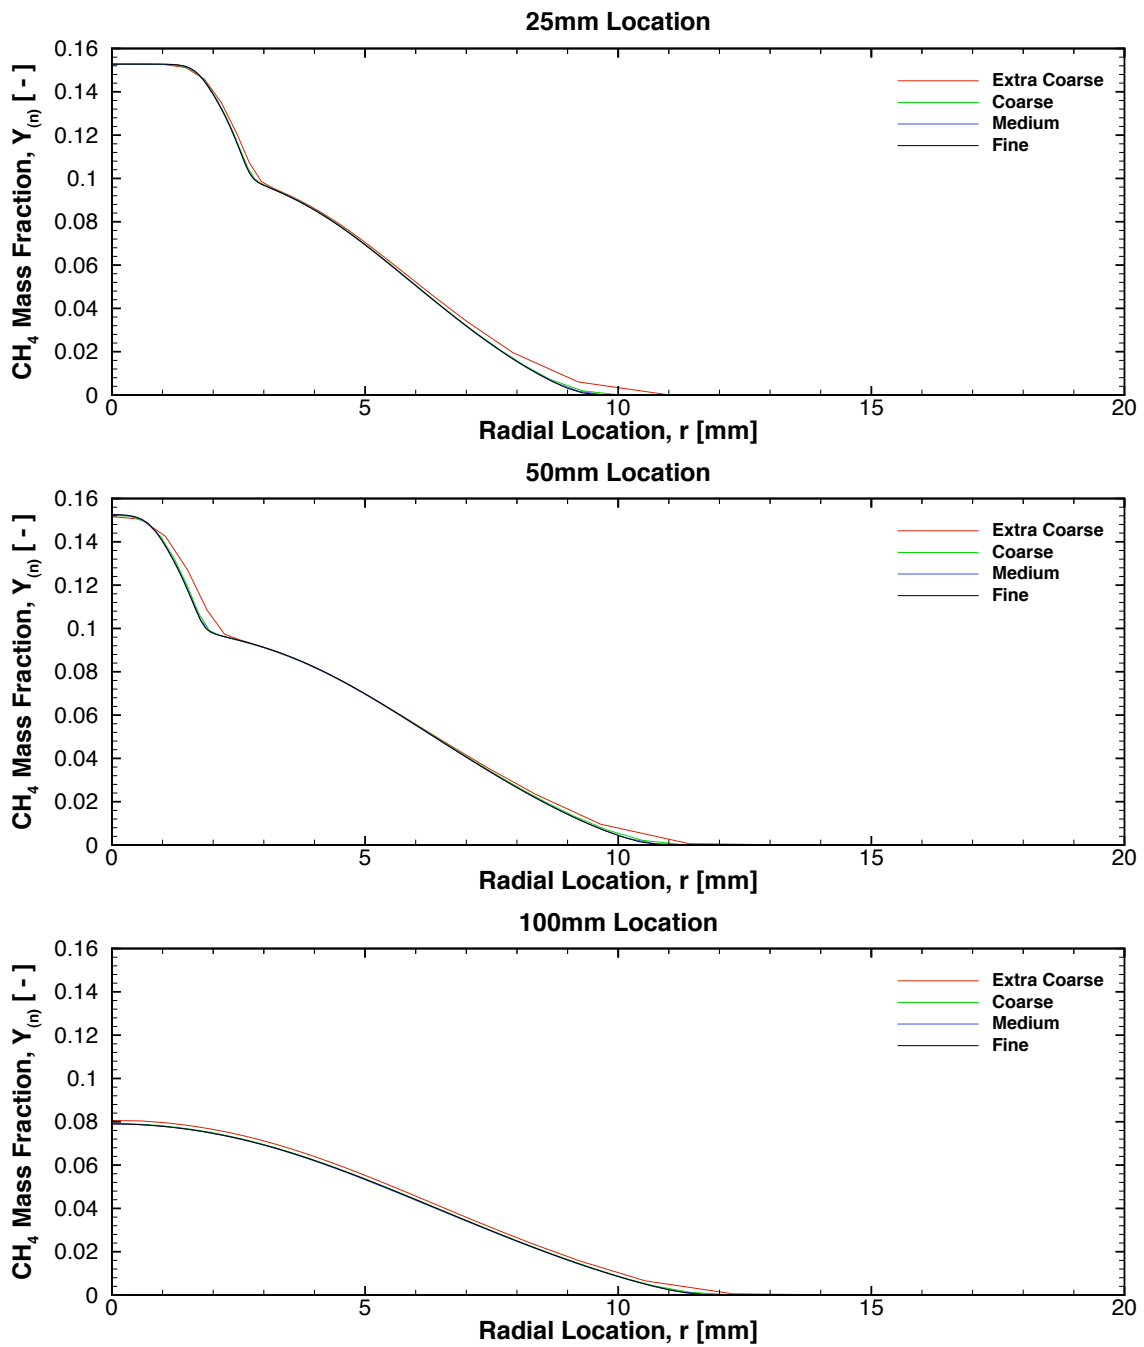 25mm Location
CH4 Mass Fraction, Y(n) [ - ]
0.16
0.14
0.12
0.1
0.08
0.06
0.04
0.02
0
Extra Coarse
Coarse
Medium
Fine
0 5 10 15 20
Radial Location, r [mm]
50mm Location
CH4 Mass Fraction, Y(n) [ - ]
0.16
0.14
0.12
0.1
0.08
0.06
0.04
0.02
0
Extra Coarse
Coarse
Medium
Fine
0 5 10 15 20
Radial Location, r [mm]
100mm Location
CH4 Mass Fraction, Y(n) [ - ]
0.16
0.14
0.12
0.1
0.08
0.06
0.04
0.02
0
Extra Coarse
Coarse
Medium
Fine
0 5 10 15 20
Radial Location, r [mm]